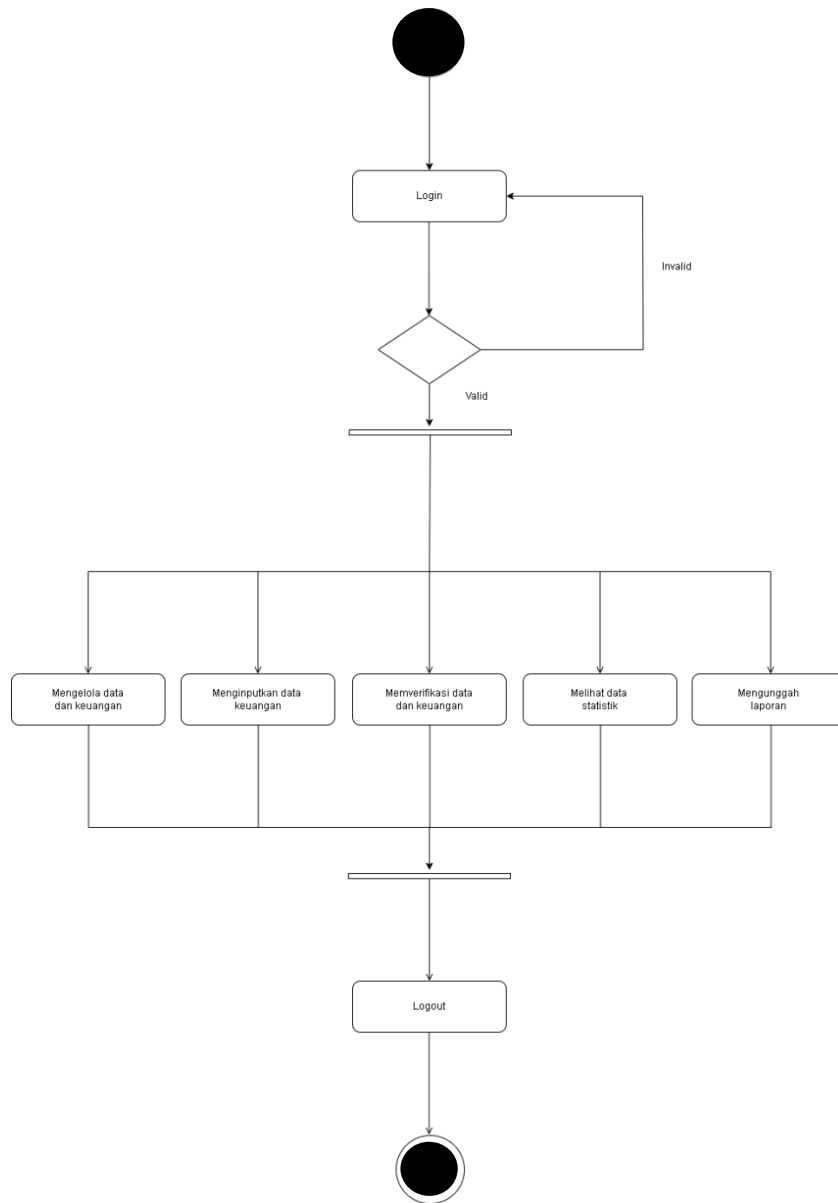 Login
Invalid
Valid
Mengelola data
dan keuangan
Menginputkan data
keuangan
Memverifikasi data
dan keuangan
Melihat data
statistik
Mengunggah
laporan
Logout